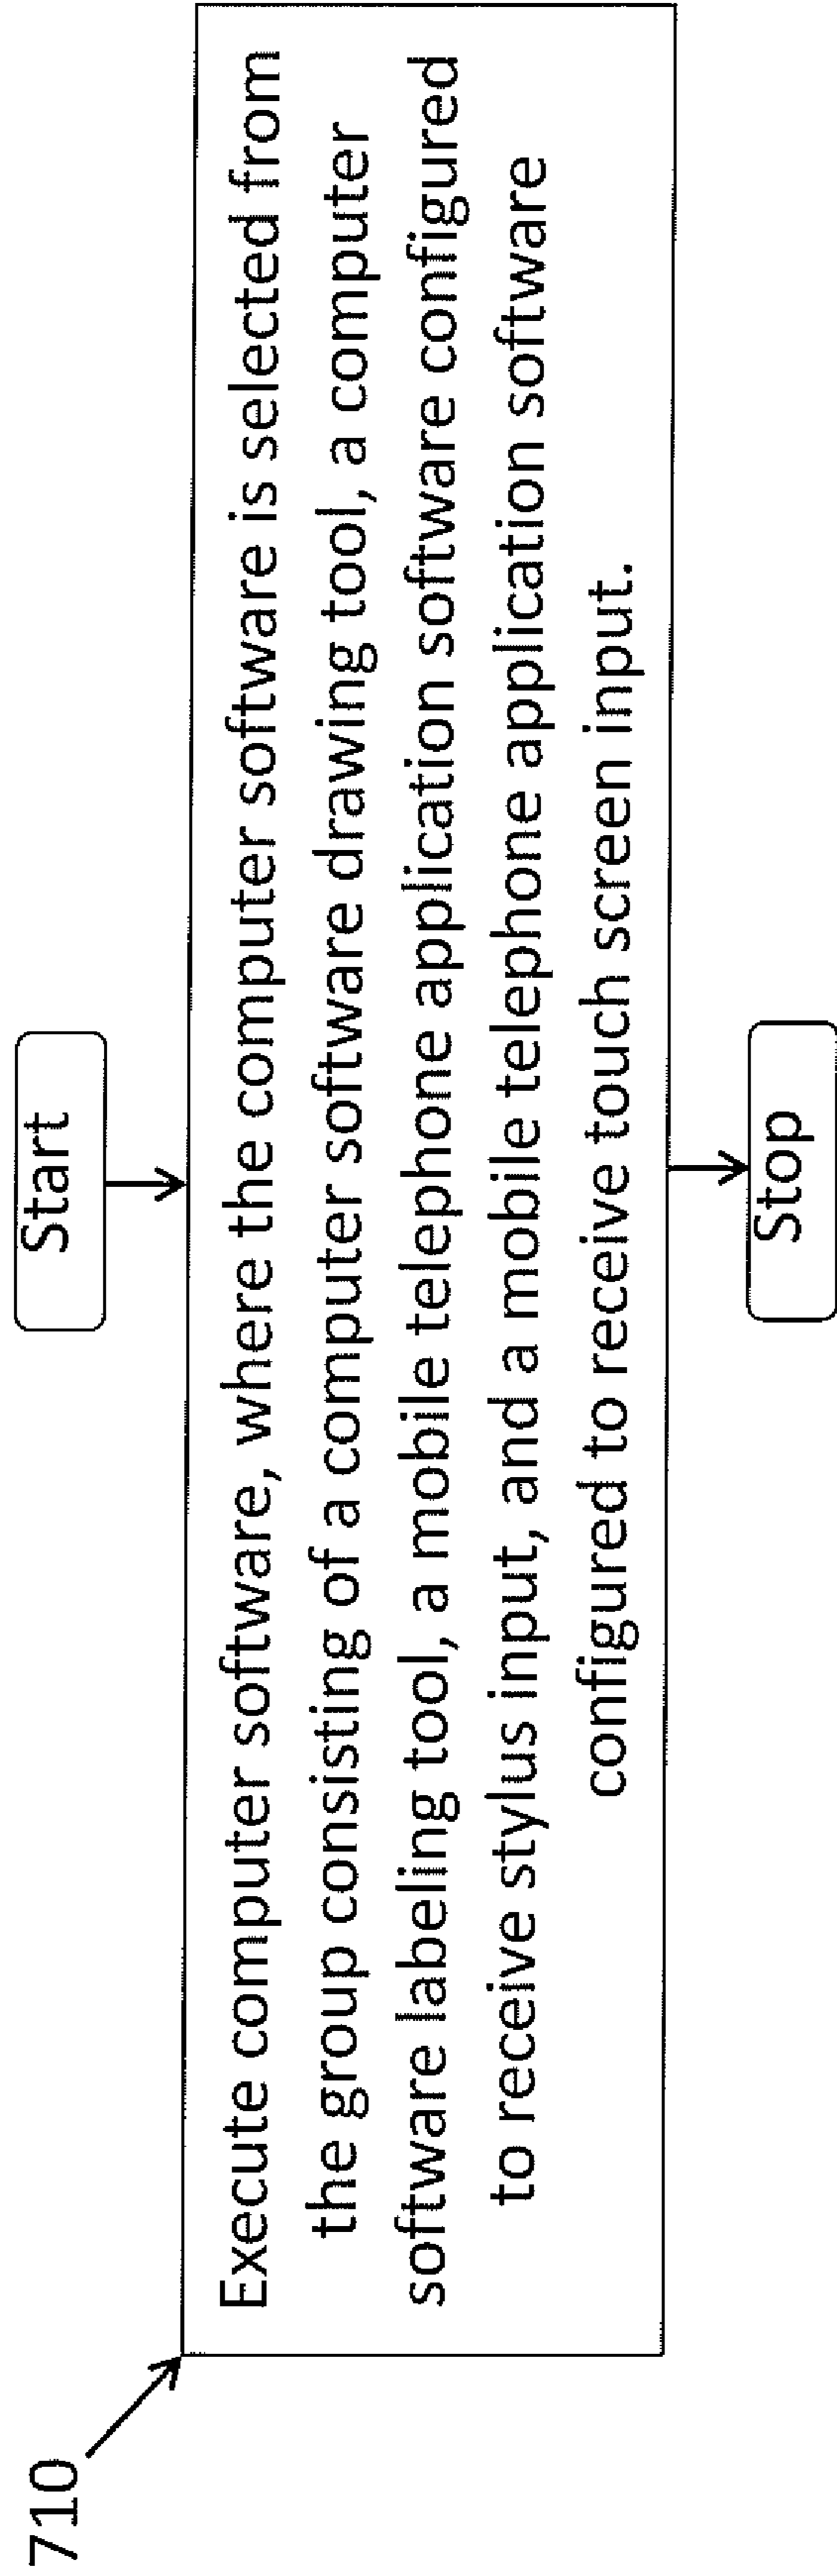 710
Start
Execute computer software, where the computer software is selected from
the group consisting of a computer software drawing tool, a computer
software labeling tool, a mobile telephone application software configured
to receive stylus input, and a mobile telephone application software
configured to receive touch screen input.
Stop